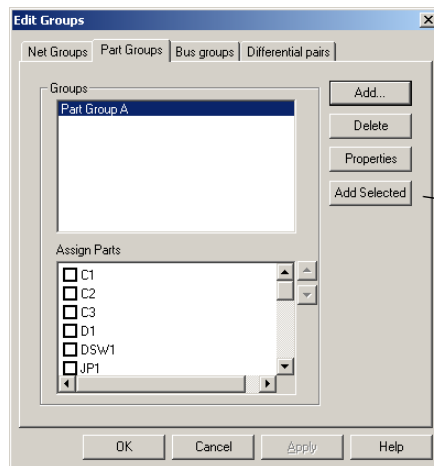 Edit Groups
Net Groups Part Groups Bus groups Differential pairs
Groups
Part Group A
Add...
Delete
Properties
Add Selected
Assign Parts
C1
C2
C3
D1
DSW1
JP1
OK Cancel Apply Help